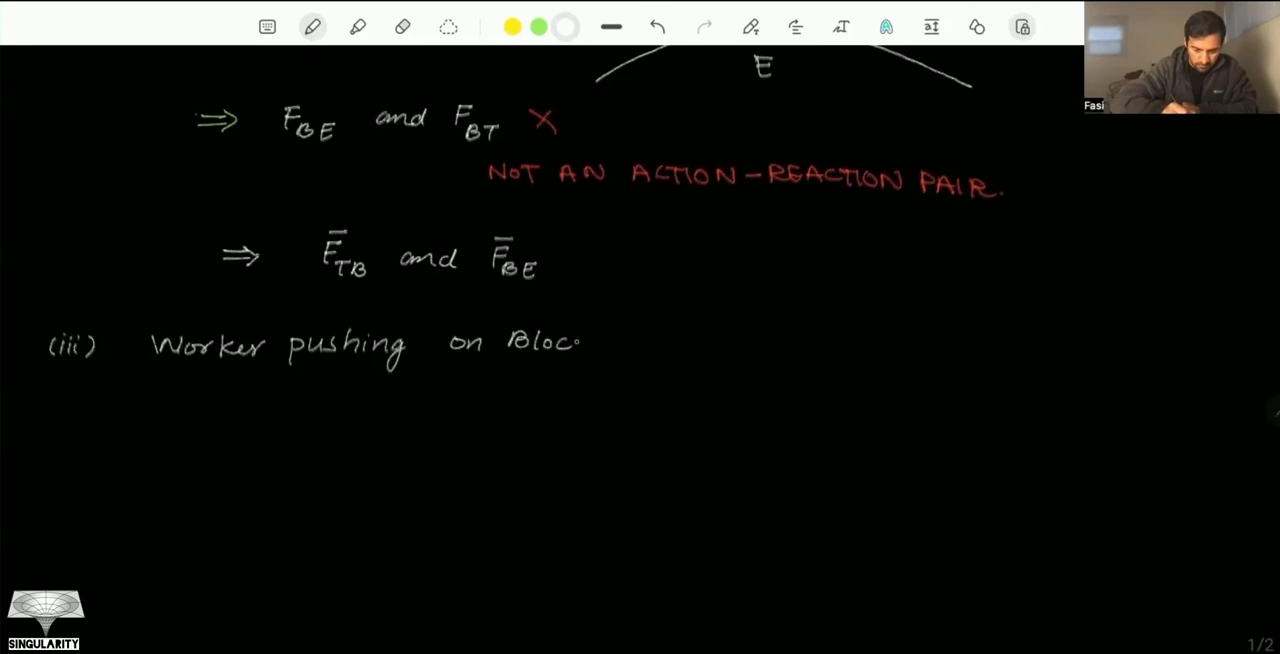 E
Fasi
⇒ F_BE and F_BT ✗
NOT AN ACTION-REACTION PAIR.
⇒ F̄_TB and F̄_BE
(iii) Worker pushing on Bloc
SINGULARITY
1/2